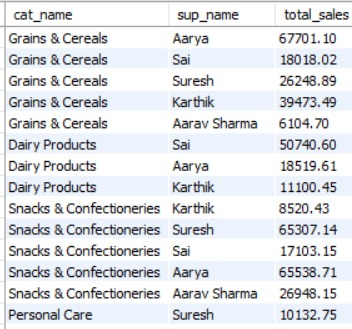 cat_name sup_name total_sales
Grains & Cereals Aarya 67701.10
Grains & Cereals Sai 18018.02
Grains & Cereals Suresh 26248.89
Grains & Cereals Karthik 39473.49
Grains & Cereals Aarav Sharma 6104.70
Dairy Products Sai 50740.60
Dairy Products Aarya 18519.61
Dairy Products Karthik 11100.45
Snacks & Confectioneries Karthik 8520.43
Snacks & Confectioneries Suresh 65307.14
Snacks & Confectioneries Sai 17103.15
Snacks & Confectioneries Aarya 65538.71
Snacks & Confectioneries Aarav Sharma 26948.15
Personal Care Suresh 10132.75